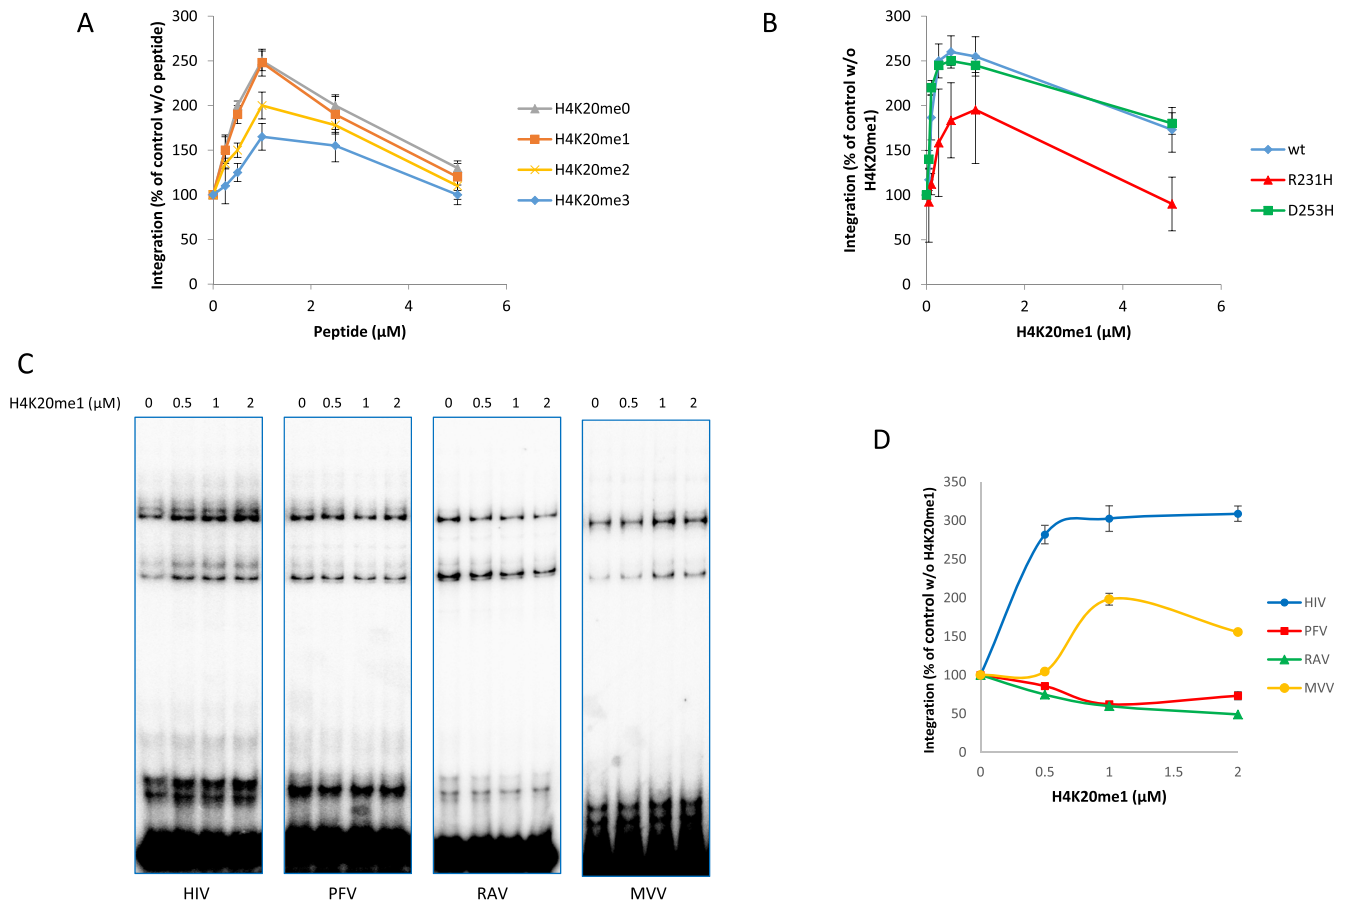 A
Integration (% of control w/o peptide)
300
250
200
150
100
50
0
0 2 4 6
Peptide (µM)
H4K20me0
H4K20me1
H4K20me2
H4K20me3
B
Integration (% of control w/o
H4K20me1)
300
250
200
150
100
50
0
0 2 4 6
H4K20me1 (µM)
wt
R231H
D253H
C
H4K20me1 (µM) 0 0.5 1 2 0 0.5 1 2 0 0.5 1 2 0 0.5 1 2
HIV PFV RAV MVV
D
Integration (% of control w/o H4K20me1)
350
300
250
200
150
100
50
0
0 0.5 1 1.5 2
H4K20me1 (µM)
HIV
PFV
RAV
MVV